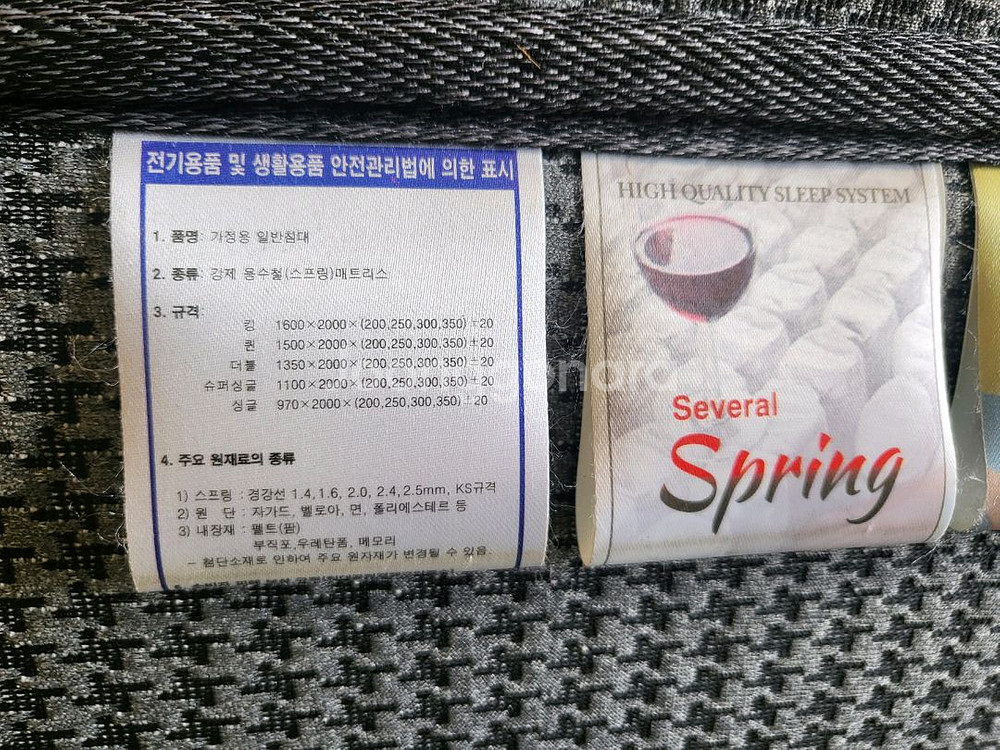 전기용품 및 생활용품 안전관리법에 의한 표시
1. 품명: 가정용 일반침대
2. 종류: 강제 용수철(스프링)매트리스
3. 규격:
킹 1600×2000×(200,250,300,350)±20
퀸 1500×2000×(200,250,300,350)±20
더블 1350×2000×(200,250,300,350)±20
슈퍼싱글 1100×2000×(200,250,300,350)±20
싱글 970×2000×(200,250,300,350)±20
4. 주요 원재료의 종류
1) 스프링 : 경강선 1.4,1.6, 2.0, 2.4,2.5mm, KS규격
2) 원 단 : 자가드, 벨로아, 면, 폴리에스테르 등
3) 내장재 : 펠트(팜)
부직포,우레탄폼, 메모리
- 첨단소재로 인하여 주요 원자재가 변경될 수 있음.
HIGH QUALITY SLEEP SYSTEM
Several
Spring